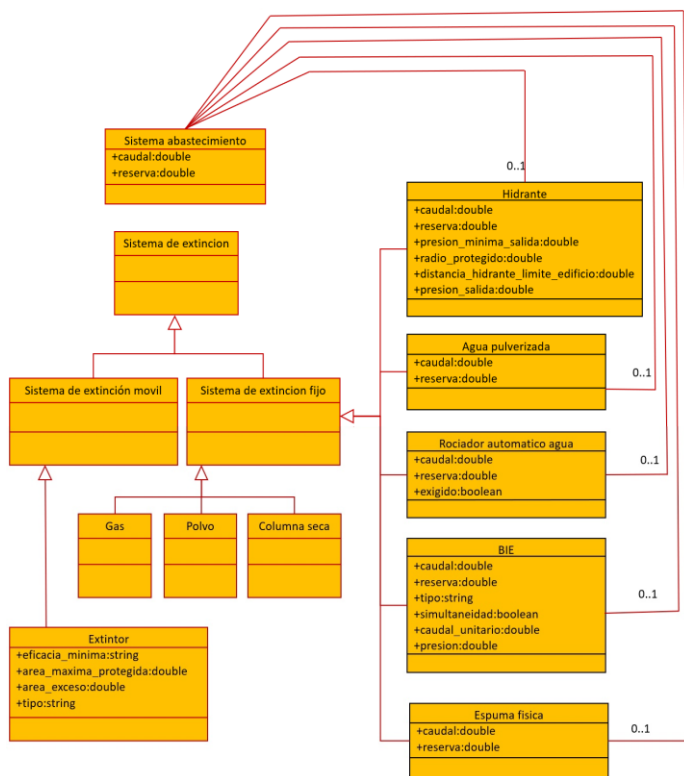 Sistema abastecimiento
+caudal:double
+reserva:double
0..1
Hidrante
+caudal:double
+reserva:double
+presion_minima_salida:double
+radio_protegido:double
+distancia_hidrante_limite_edificio:double
+presion_salida:double
Sistema de extincion
Agua pulverizada
+caudal:double
+reserva:double
0..1
Sistema de extinción movil
Sistema de extincion fijo
Rociador automatico agua
+caudal:double
+reserva:double
+exigido:boolean
0..1
Gas
Polvo
Columna seca
BIE
+caudal:double
+reserva:double
+tipo:string
+simultaneidad:boolean
+caudal_unitario:double
+presion:double
0..1
Extintor
+eficacia_minima:string
+area_maxima_protegida:double
+area_exceso:double
+tipo:string
Espuma fisica
+caudal:double
+reserva:double
0..1